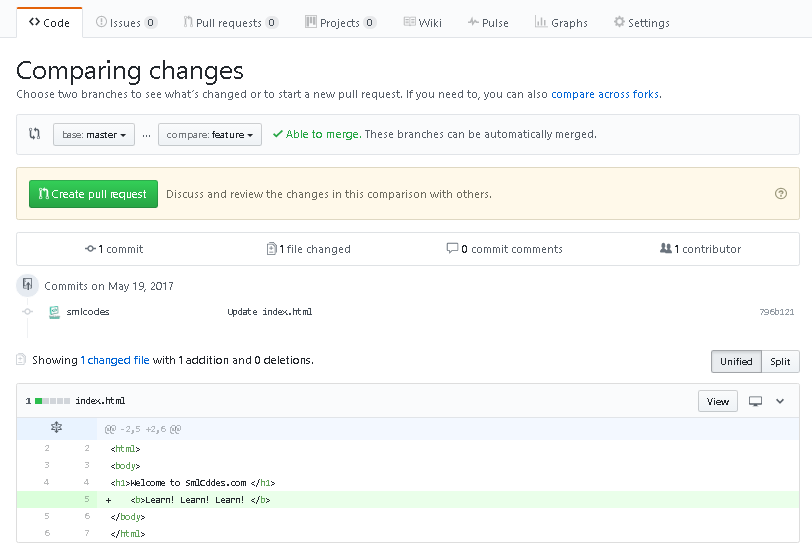 Code Issues 0 Pull requests 0 Projects 0 Wiki Pulse Graphs Settings
Comparing changes
Choose two branches to see what's changed or to start a new pull request. If you need to, you can also compare across forks.
base: master ... compare: feature Able to merge. These branches can be automatically merged.
Create pull request Discuss and review the changes in this comparison with others.
1 commit 1 file changed 0 commit comments 1 contributor
Commits on May 19, 2017
smlcodes Update index.html 796b121
Showing 1 changed file with 1 addition and 0 deletions. Unified Split
1 index.html View
@@ -2,5 +2,6 @@
2 2 <html>
3 3 <body>
4 4 <h1>Welcome to SmlCddes.com </h1>
5 + <b>Learn! Learn! Learn! </b>
5 6 </body>
6 7 </html>